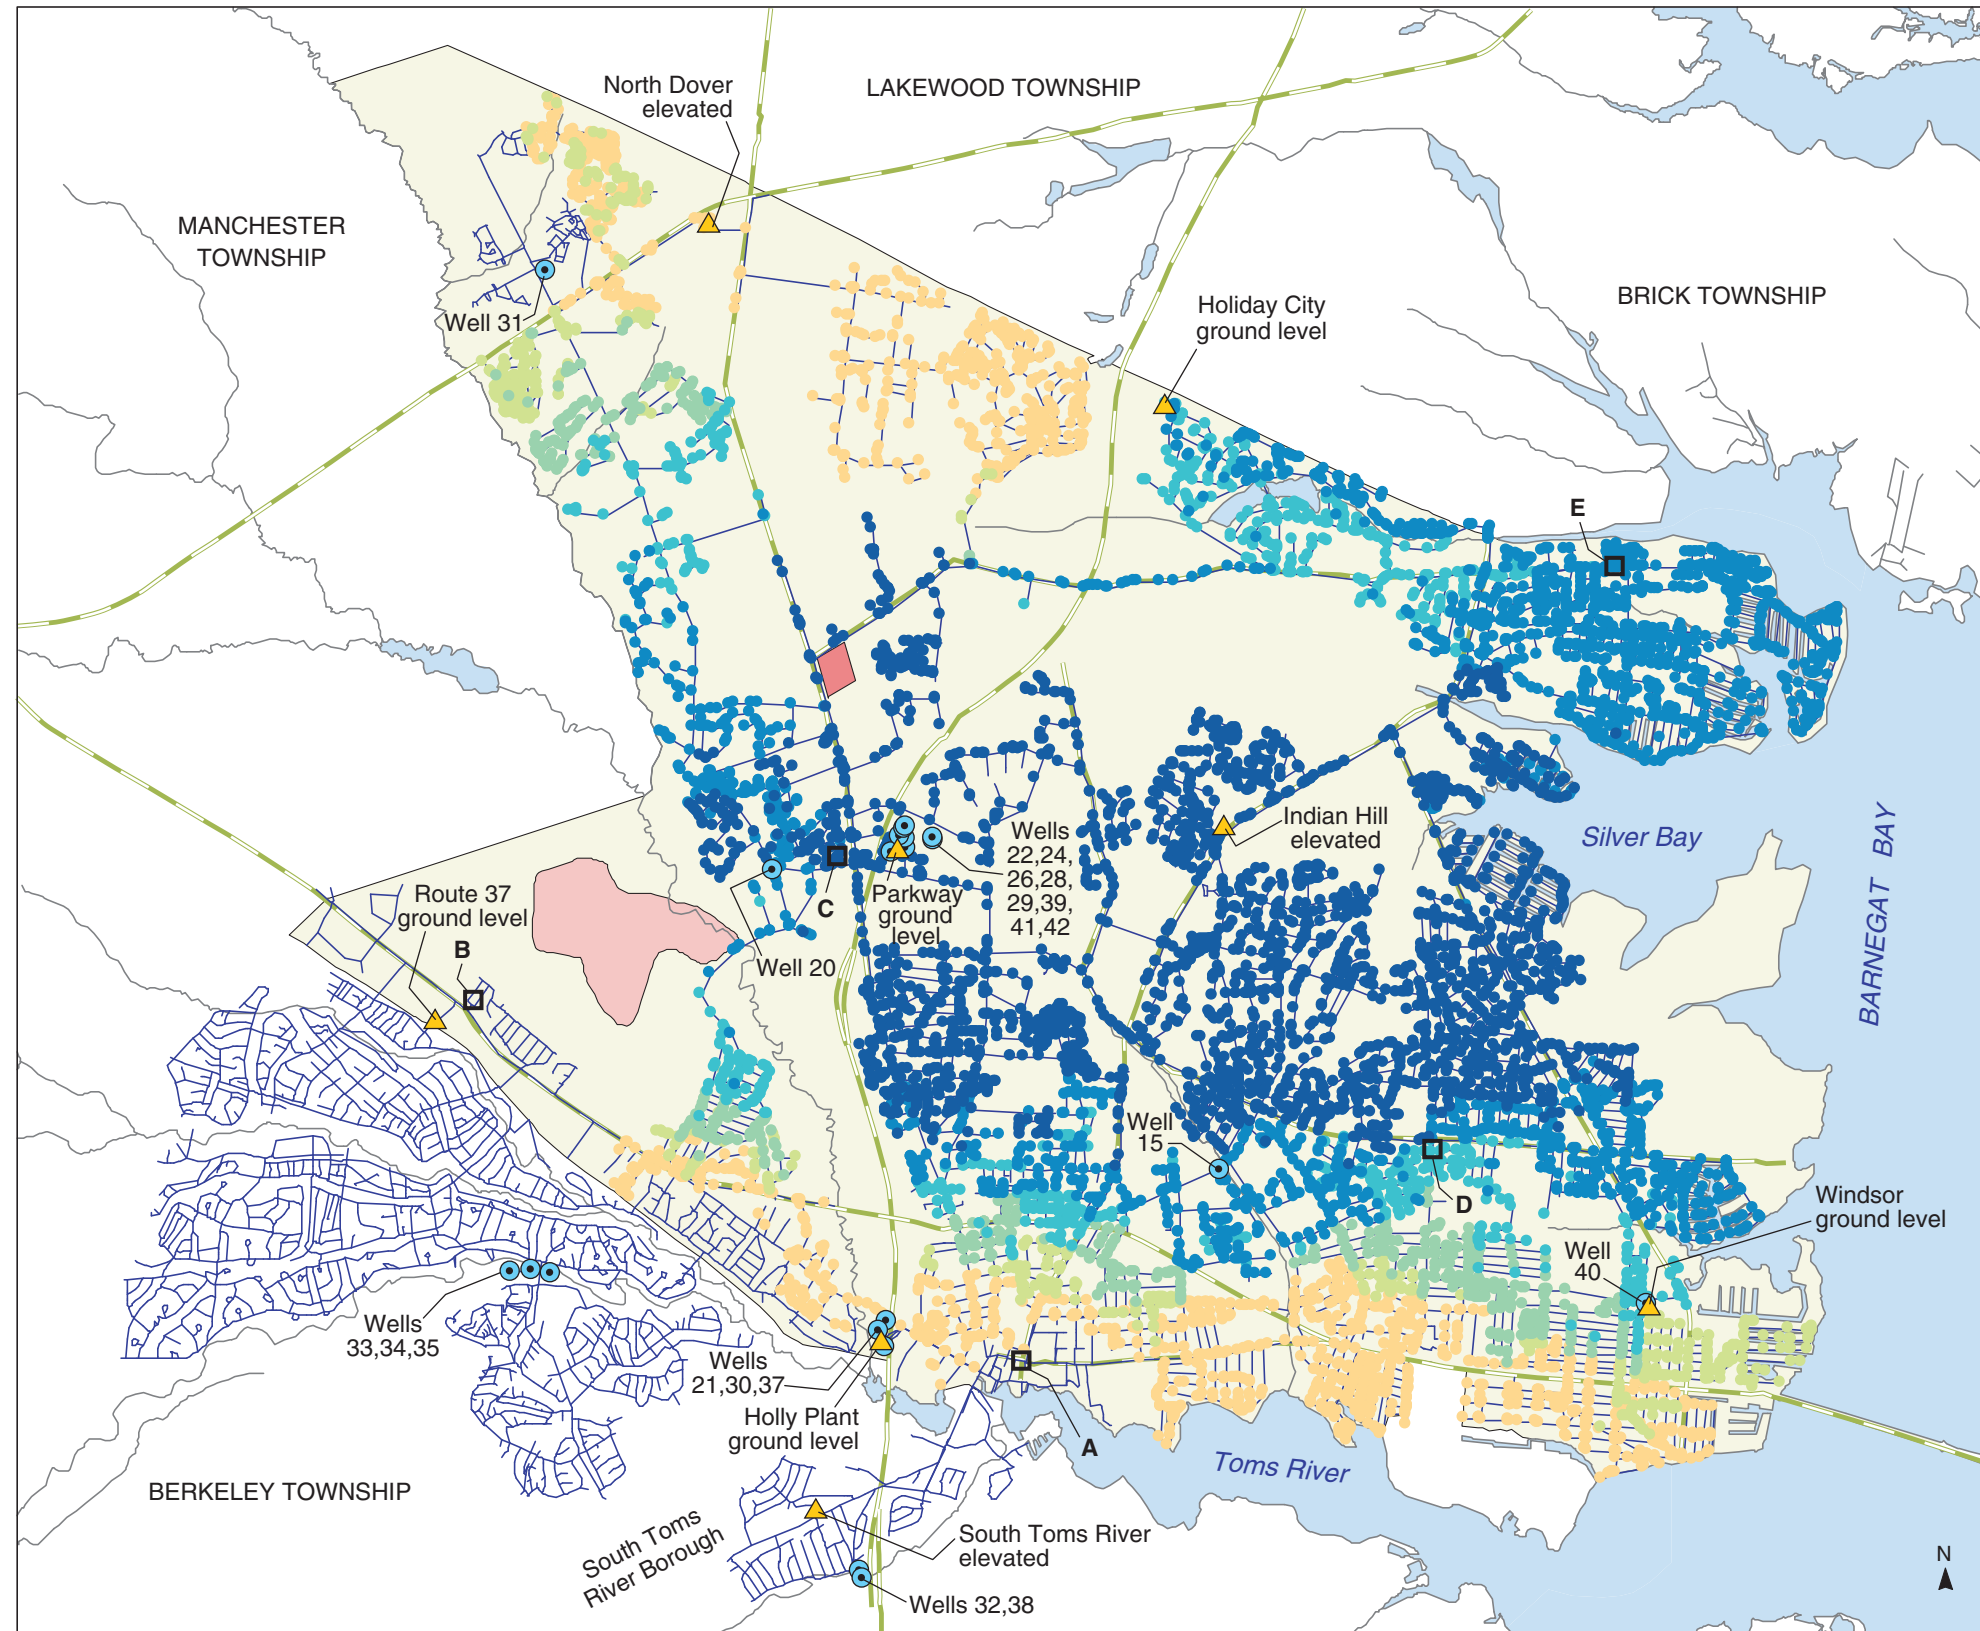 North Dover
elevated
LAKEWOOD TOWNSHIP
MANCHESTER
TOWNSHIP
Well 31
Holiday City
ground level
BRICK TOWNSHIP
E
Indian Hill
elevated
Silver Bay
BARNEGAT BAY
Wells
22,24,
26,28,
29,39,
41,42
Parkway
ground
level
C
Well 20
Route 37
ground level
B
Well
15
D
Windsor
ground level
Well
40
Wells
33,34,35
Wells
21,30,37
Holly Plant
ground level
A
Toms River
BERKELEY TOWNSHIP
South Toms
River Borough
South Toms River
elevated
Wells 32,38
N